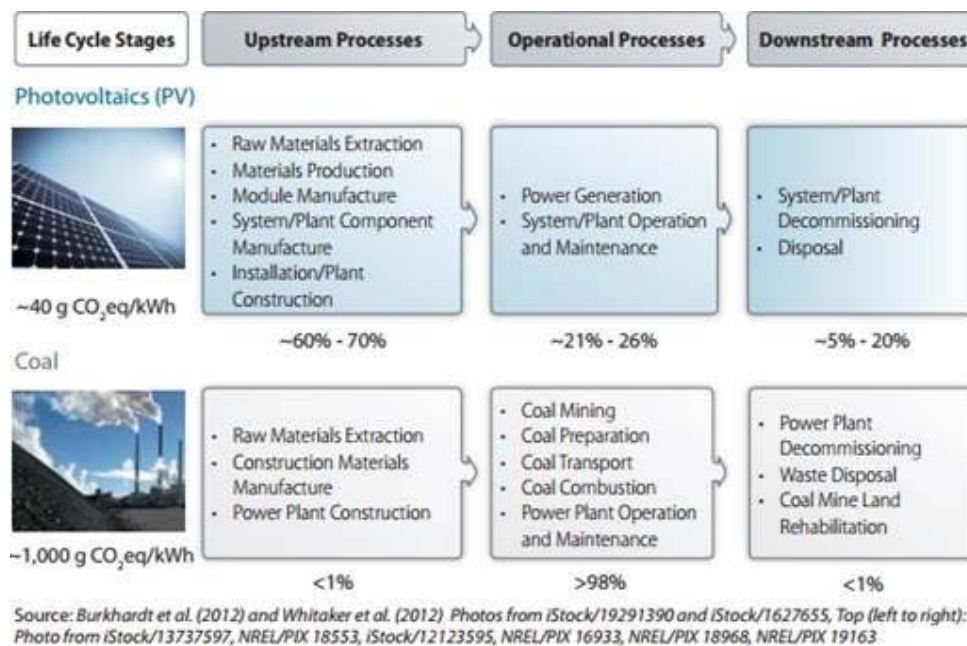 Life Cycle Stages
Upstream Processes
Operational Processes
Downstream Processes
Photovoltaics (PV)
• Raw Materials Extraction
• Materials Production
• Module Manufacture
• System/Plant Component
Manufacture
• Installation/Plant
Construction
• Power Generation
• System/Plant Operation
and Maintenance
• System/Plant
Decommissioning
• Disposal
~40 g CO₂eq/kWh
~60% - 70%
~21% - 26%
~5% - 20%
Coal
• Raw Materials Extraction
• Construction Materials
Manufacture
• Power Plant Construction
• Coal Mining
• Coal Preparation
• Coal Transport
• Coal Combustion
• Power Plant Operation
and Maintenance
• Power Plant
Decommissioning
• Waste Disposal
• Coal Mine Land
Rehabilitation
~1,000 g CO₂eq/kWh
<1%
>98%
<1%
Source: Burkhardt et al. (2012) and Whitaker et al. (2012) Photos from iStock/19291390 and iStock/1627655, Top (left to right):
Photo from iStock/13737597, NREL/PIX 18553, iStock/12123595, NREL/PIX 16933, NREL/PIX 18968, NREL/PIX 19163